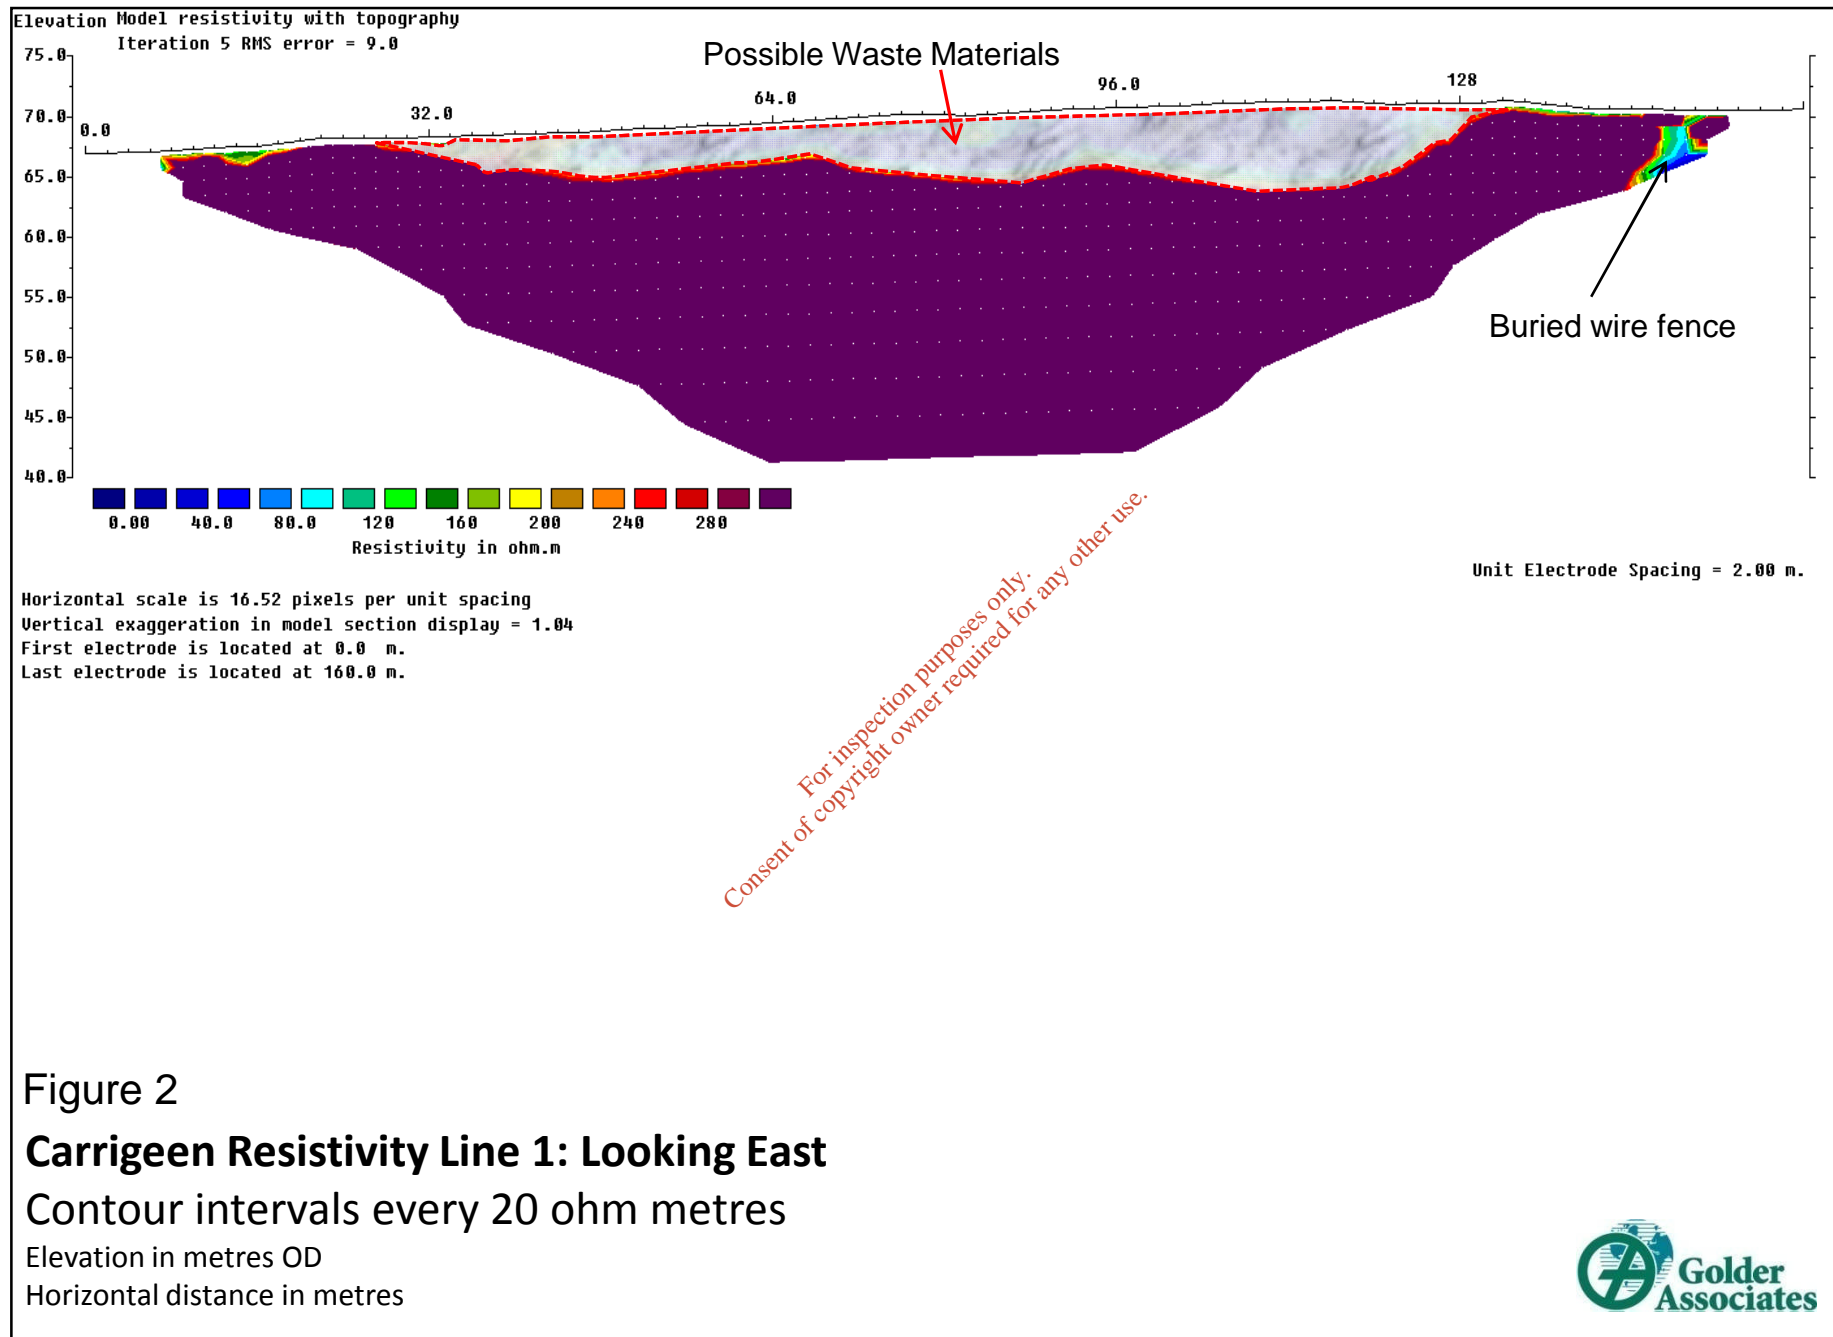 Elevation Model resistivity with topography
Iteration 5 RMS error = 9.0
75.0
Possible Waste Materials
70.0
0.0 32.0 64.0 96.0 128
65.0
60.0
55.0
Buried wire fence
50.0
45.0
40.0
0.00 40.0 80.0 120 160 200 240 280
Resistivity in ohm.m
Unit Electrode Spacing = 2.00 m.
Horizontal scale is 16.52 pixels per unit spacing
Vertical exaggeration in model section display = 1.04
First electrode is located at 0.0 m.
Last electrode is located at 160.0 m.
For inspection purposes only.
Consent of copyright owner required for any other use.
Figure 2
Carrigeen Resistivity Line 1: Looking East
Contour intervals every 20 ohm metres
Elevation in metres OD
Horizontal distance in metres
Golder
Associates